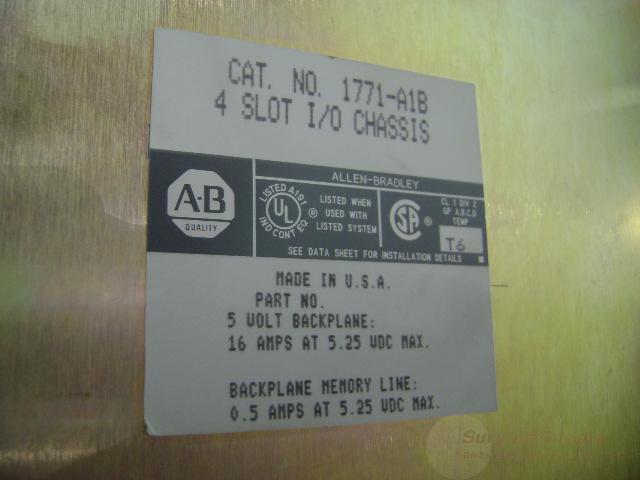 CAT. NO. 1771-A1B
4 SLOT I/O CHASSIS
ALLEN-BRADLEY
A-B
QUALITY
LISTED A191
UL
IND CONT EQ
®
LISTED WHEN
USED WITH
LISTED SYSTEM
SA
®
CL 1 DIV 2
GP A,B,C,D
TEMP
T6
SEE DATA SHEET FOR INSTALLATION DETAILS
MADE IN U.S.A.
PART NO.
5 VOLT BACKPLANE:
16 AMPS AT 5.25 VDC MAX.
BACKPLANE MEMORY LINE:
0.5 AMPS AT 5.25 VDC MAX.